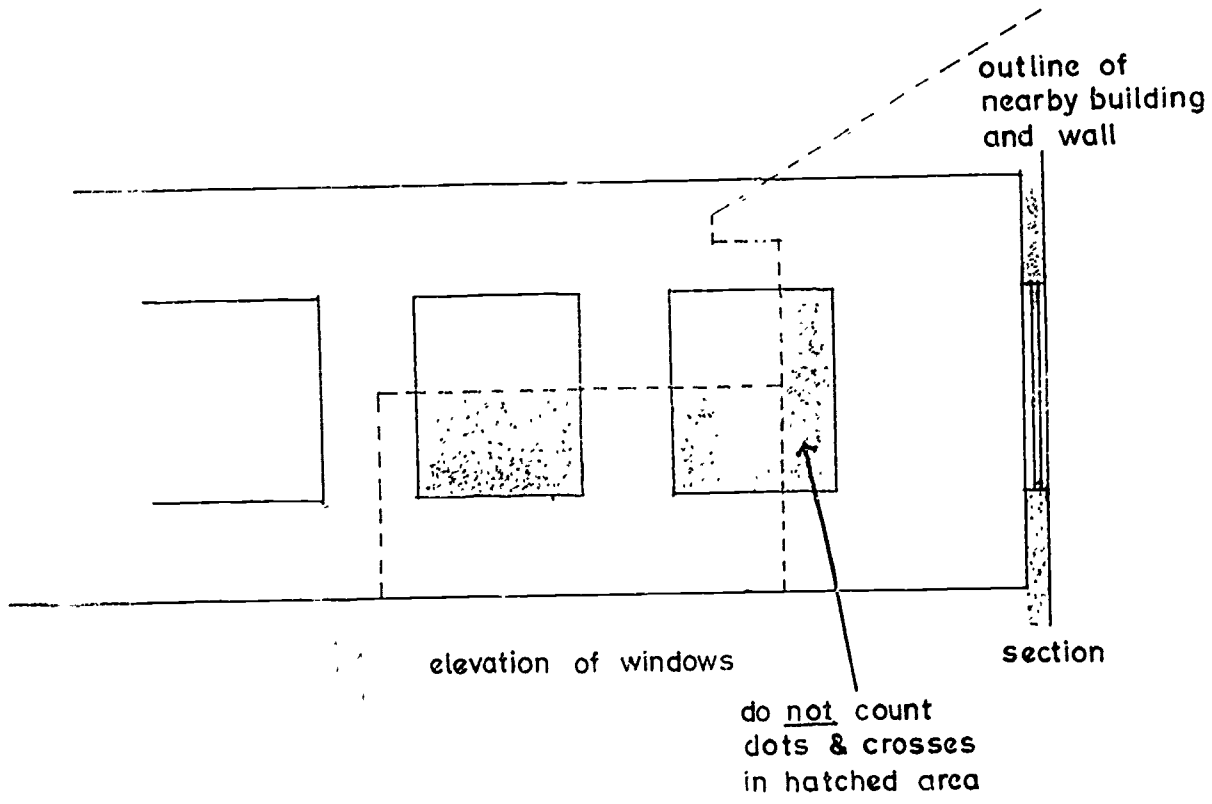 outline of
nearby building
and wall
elevation of windows
section
do not count
dots & crosses
in hatched area